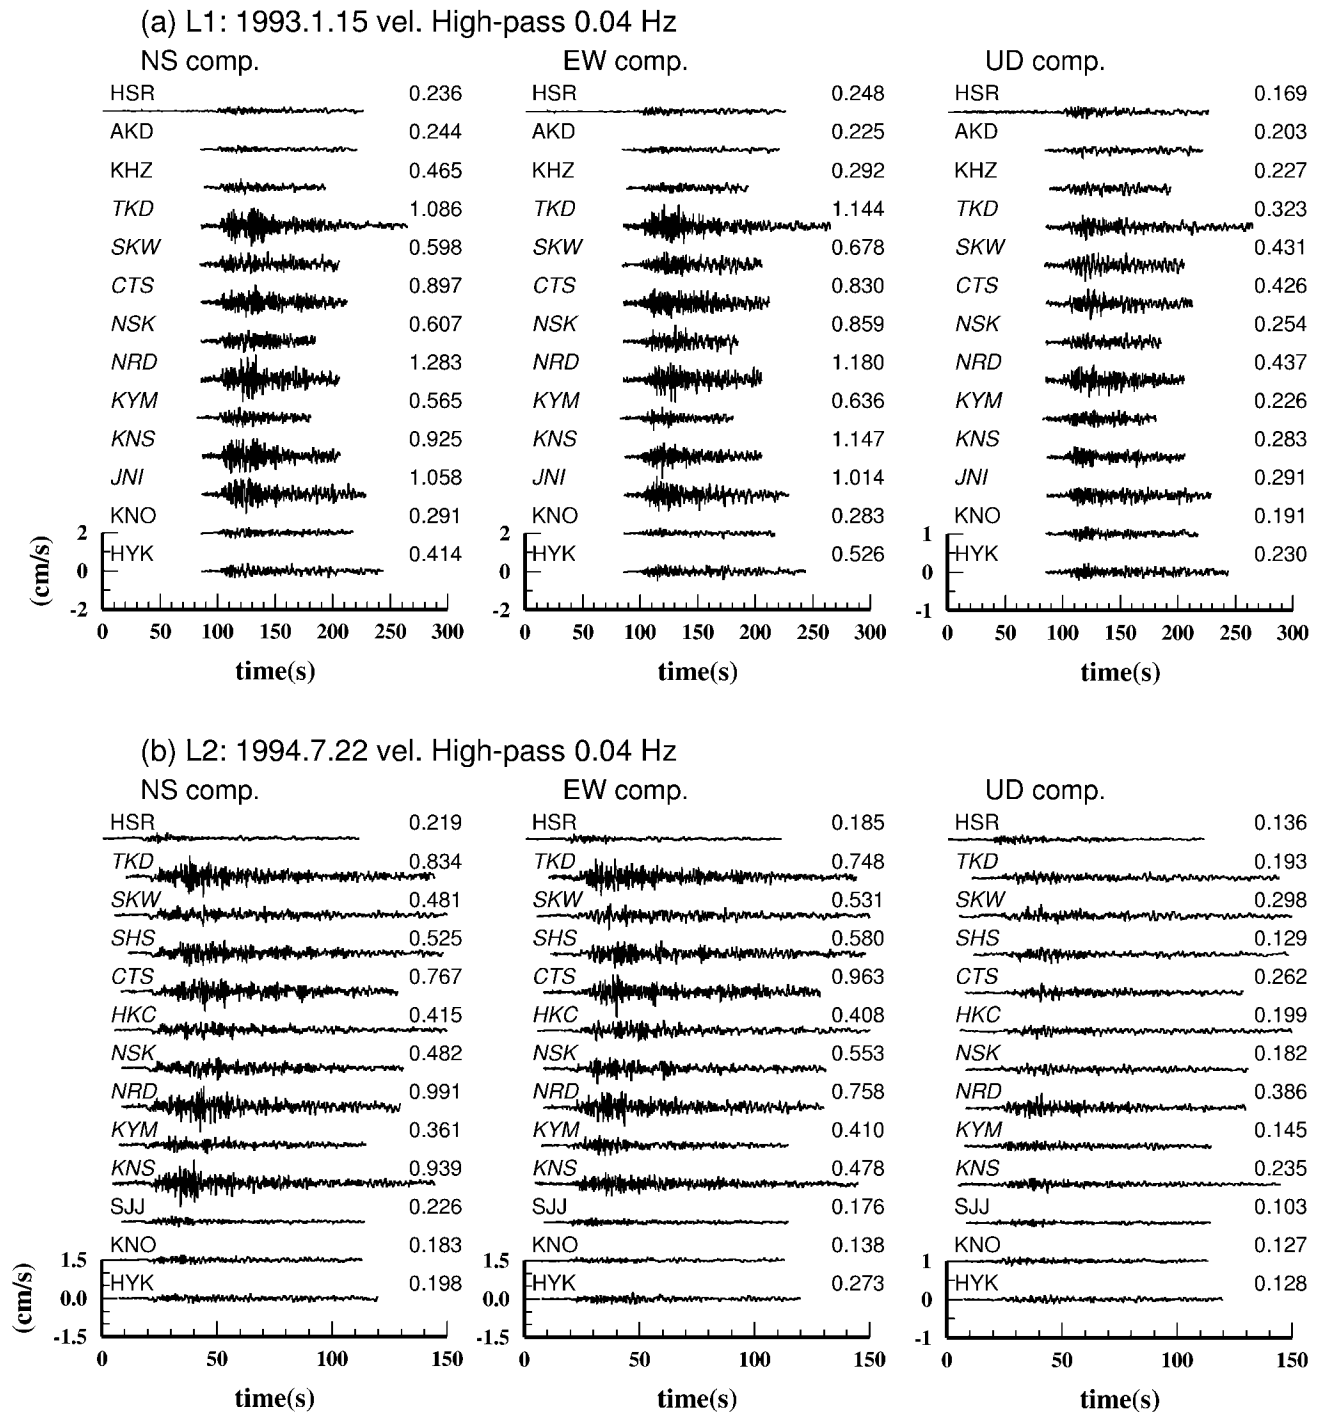 (a) L1: 1993.1.15 vel. High-pass 0.04 Hz
NS comp. EW comp. UD comp.
HSR 0.236 HSR 0.248 HSR 0.169
AKD 0.244 AKD 0.225 AKD 0.203
KHZ 0.465 KHZ 0.292 KHZ 0.227
TKD 1.086 TKD 1.144 TKD 0.323
SKW 0.598 SKW 0.678 SKW 0.431
CTS 0.897 CTS 0.830 CTS 0.426
NSK 0.607 NSK 0.859 NSK 0.254
NRD 1.283 NRD 1.180 NRD 0.437
KYM 0.565 KYM 0.636 KYM 0.226
KNS 0.925 KNS 1.147 KNS 0.283
JNI 1.058 JNI 1.014 JNI 0.291
KNO 0.291 KNO 0.283 KNO 0.191
2 2 1
HYK 0.414 HYK 0.526 HYK 0.230
(cm/s)
0 0 0
-2 -2 -1
0 50 100 150 200 250 300 0 50 100 150 200 250 300 0 50 100 150 200 250 300
time(s) time(s) time(s)
(b) L2: 1994.7.22 vel. High-pass 0.04 Hz
NS comp. EW comp. UD comp.
HSR 0.219 HSR 0.185 HSR 0.136
TKD 0.834 TKD 0.748 TKD 0.193
SKW 0.481 SKW 0.531 SKW 0.298
SHS 0.525 SHS 0.580 SHS 0.129
CTS 0.767 CTS 0.963 CTS 0.262
HKC 0.415 HKC 0.408 HKC 0.199
NSK 0.482 NSK 0.553 NSK 0.182
NRD 0.991 NRD 0.758 NRD 0.386
KYM 0.361 KYM 0.410 KYM 0.145
KNS 0.939 KNS 0.478 KNS 0.235
SJJ 0.226 SJJ 0.176 SJJ 0.103
KNO 0.183 KNO 0.138 KNO 0.127
1.5 1.5 1
HYK 0.198 HYK 0.273 HYK 0.128
(cm/s)
0.0 0.0 0
-1.5 -1.5 -1
0 50 100 150 0 50 100 150 0 50 100 150
time(s) time(s) time(s)